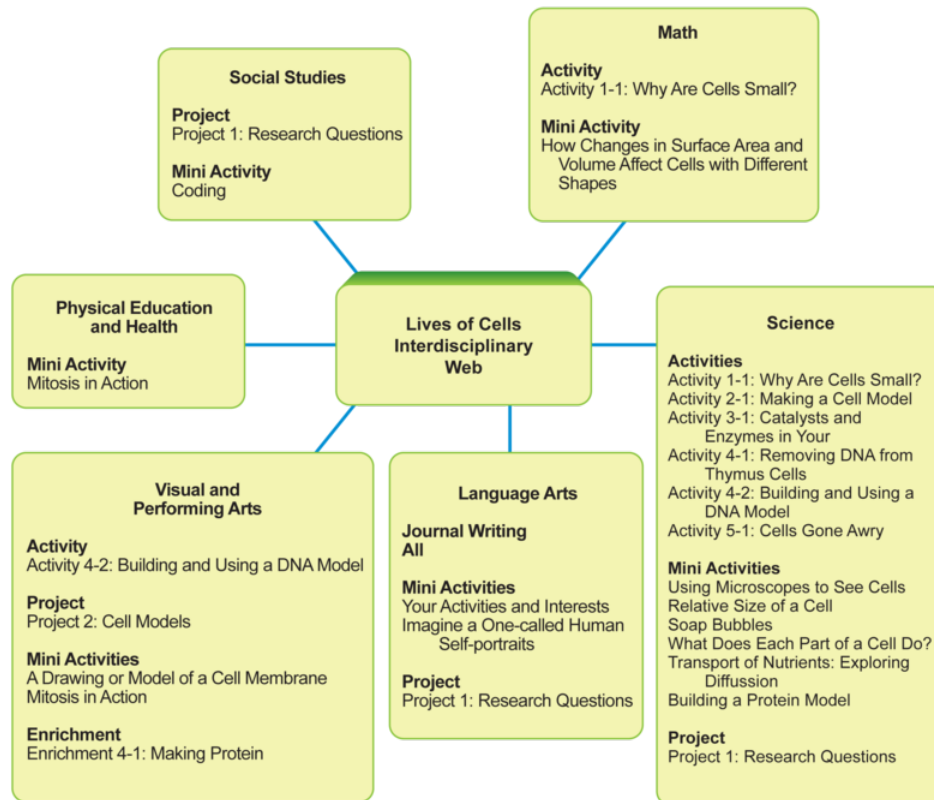 Social Studies
Project
Project 1: Research Questions
Mini Activity
Coding
Math
Activity
Activity 1-1: Why Are Cells Small?
Mini Activity
How Changes in Surface Area and
Volume Affect Cells with Different
Shapes
Physical Education
and Health
Mini Activity
Mitosis in Action
Lives of Cells
Interdisciplinary
Web
Science
Activities
Activity 1-1: Why Are Cells Small?
Activity 2-1: Making a Cell Model
Activity 3-1: Catalysts and
Enzymes in Your
Activity 4-1: Removing DNA from
Thymus Cells
Activity 4-2: Building and Using a
DNA Model
Activity 5-1: Cells Gone Awry
Mini Activities
Using Microscopes to See Cells
Relative Size of a Cell
Soap Bubbles
What Does Each Part of a Cell Do?
Transport of Nutrients: Exploring
Diffussion
Building a Protein Model
Project
Project 1: Research Questions
Visual and
Performing Arts
Activity
Activity 4-2: Building and Using a DNA Model
Project
Project 2: Cell Models
Mini Activities
A Drawing or Model of a Cell Membrane
Mitosis in Action
Enrichment
Enrichment 4-1: Making Protein
Language Arts
Journal Writing
All
Mini Activities
Your Activities and Interests
Imagine a One-called Human
Self-portraits
Project
Project 1: Research Questions